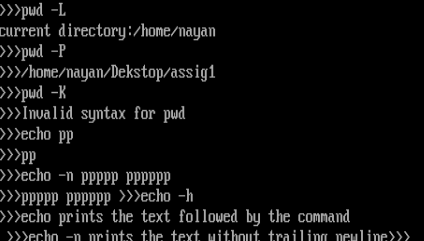 >>>pwd -L
current directory:/home/nayan
>>>pwd -P
>>>/home/nayan/Dekstop/assig1
>>>pwd -K
>>>Invalid syntax for pwd
>>>echo pp
>>>pp
>>>echo -n ppppp pppppp
>>>ppppp pppppp >>>echo -h
>>>echo prints the text followed by the command
>>>echo -n prints the text without trailing newline>>>